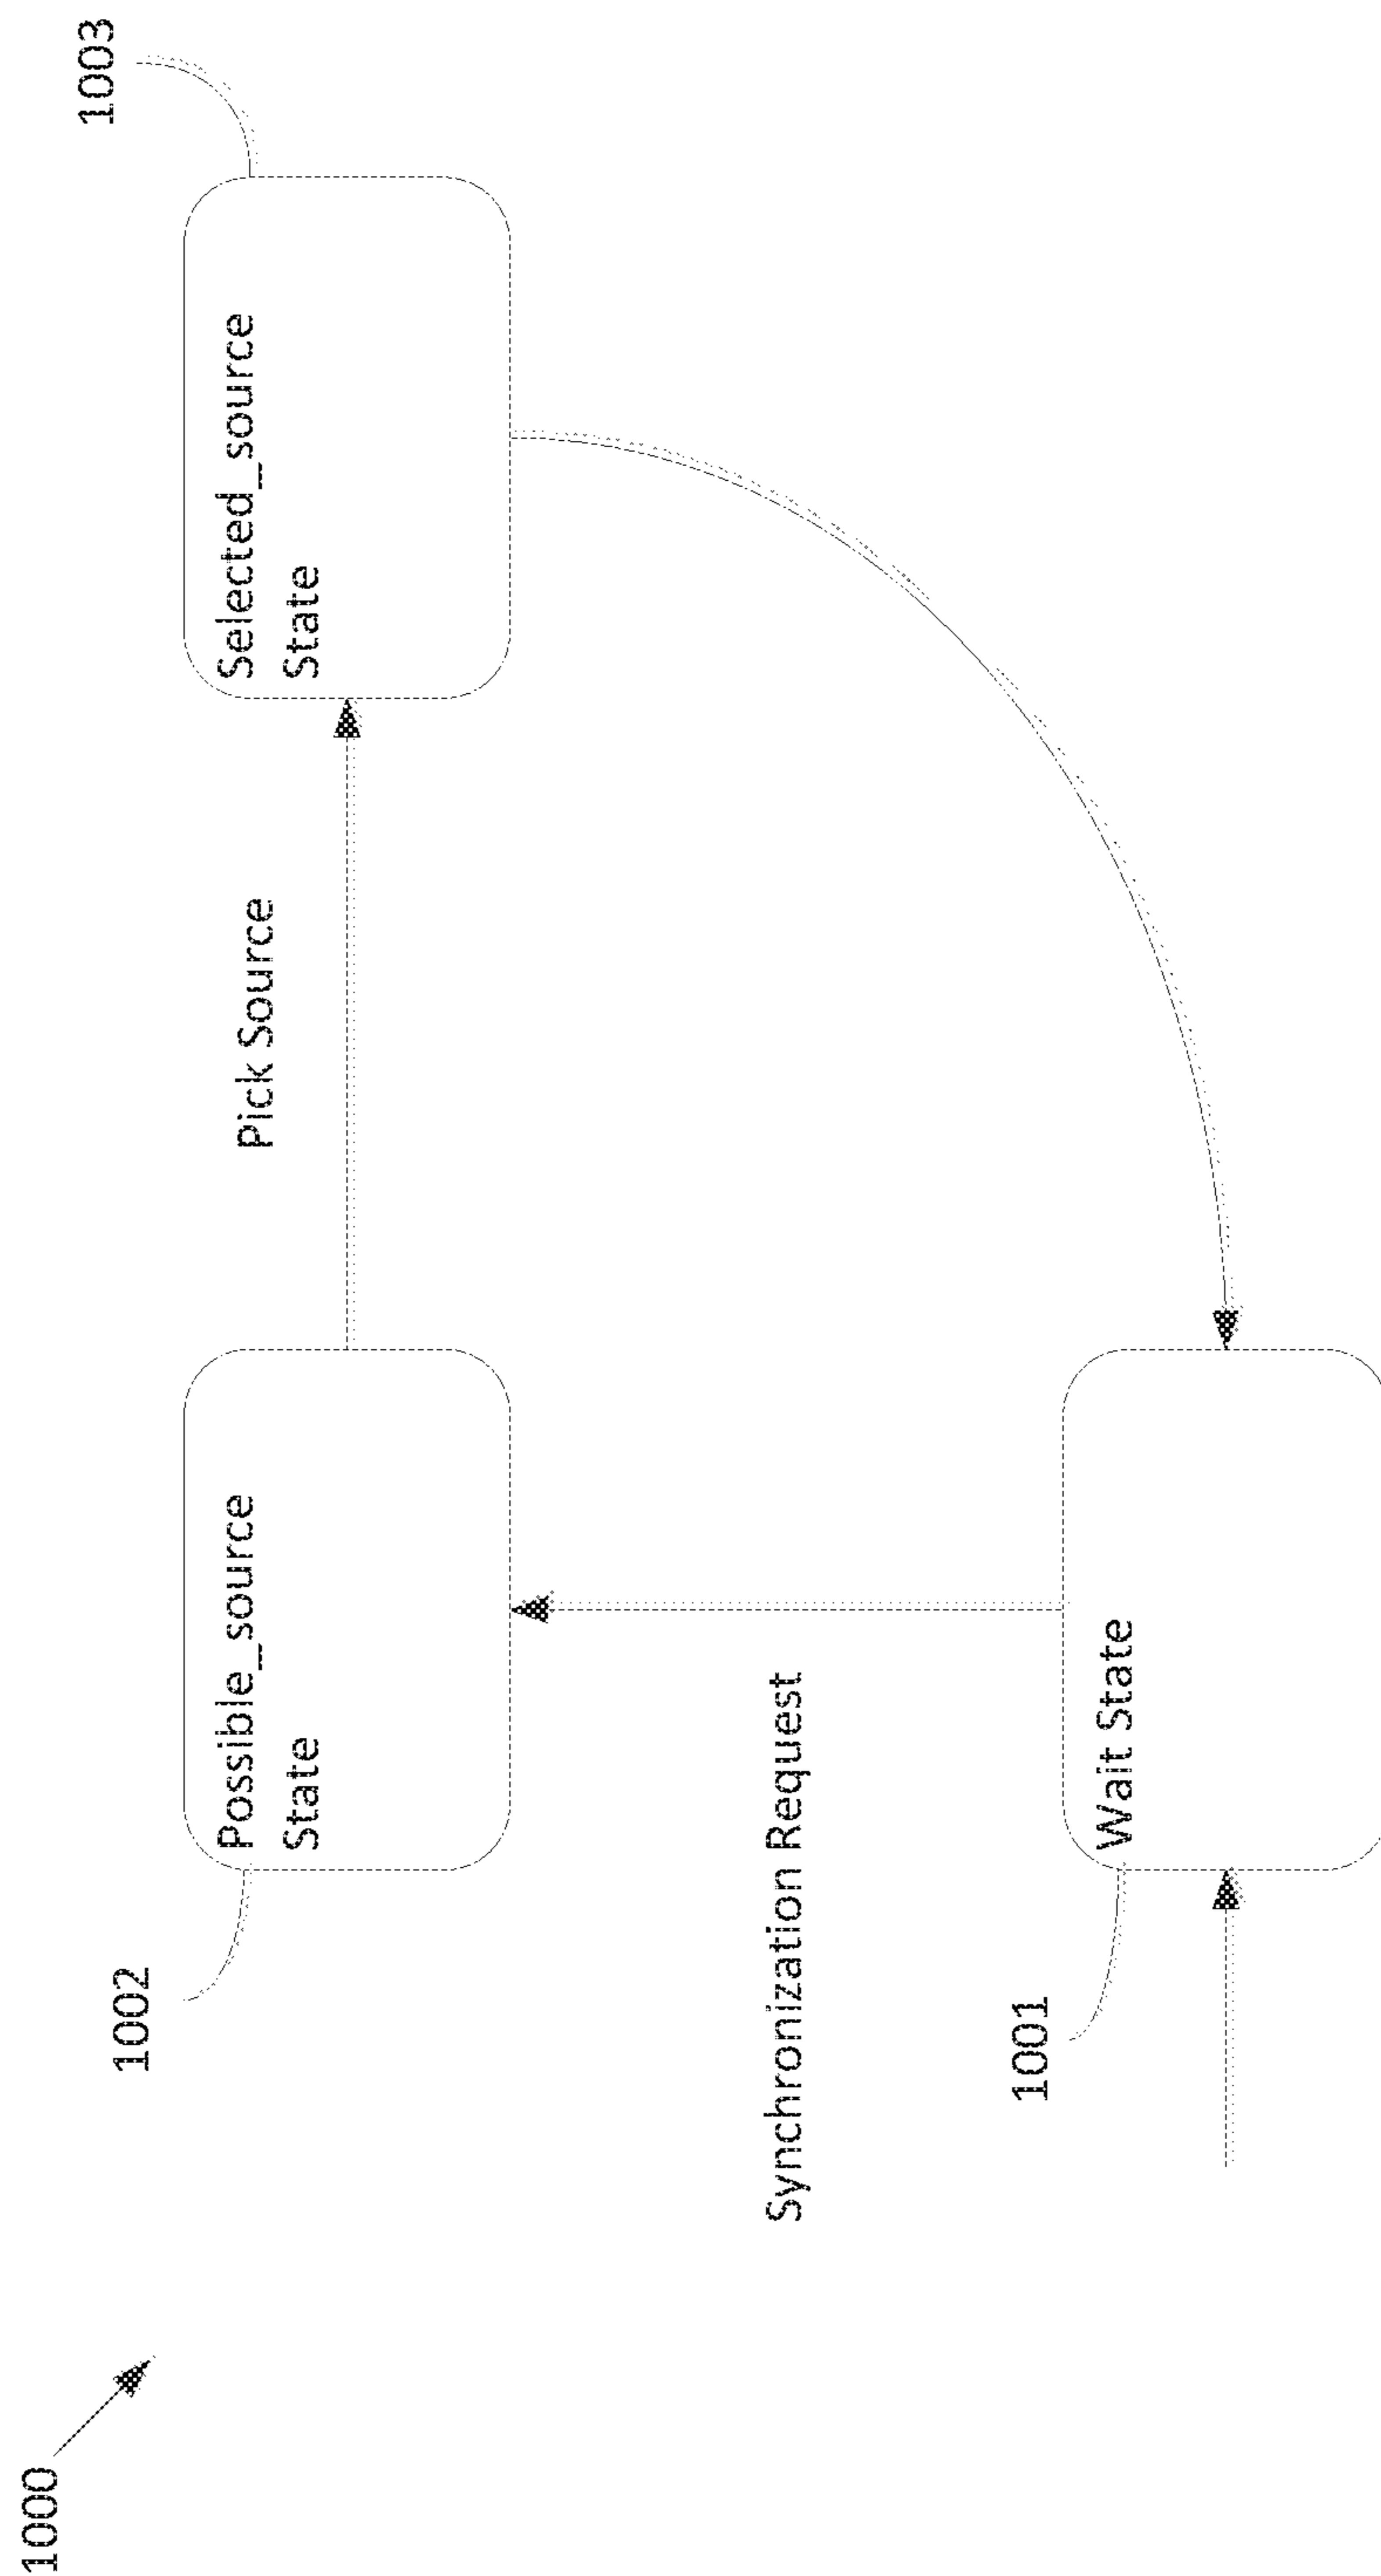 1000
1002
Possible_source
State
Pick Source
1003
Selected_source
State
Synchronization Request
1001
Wait State